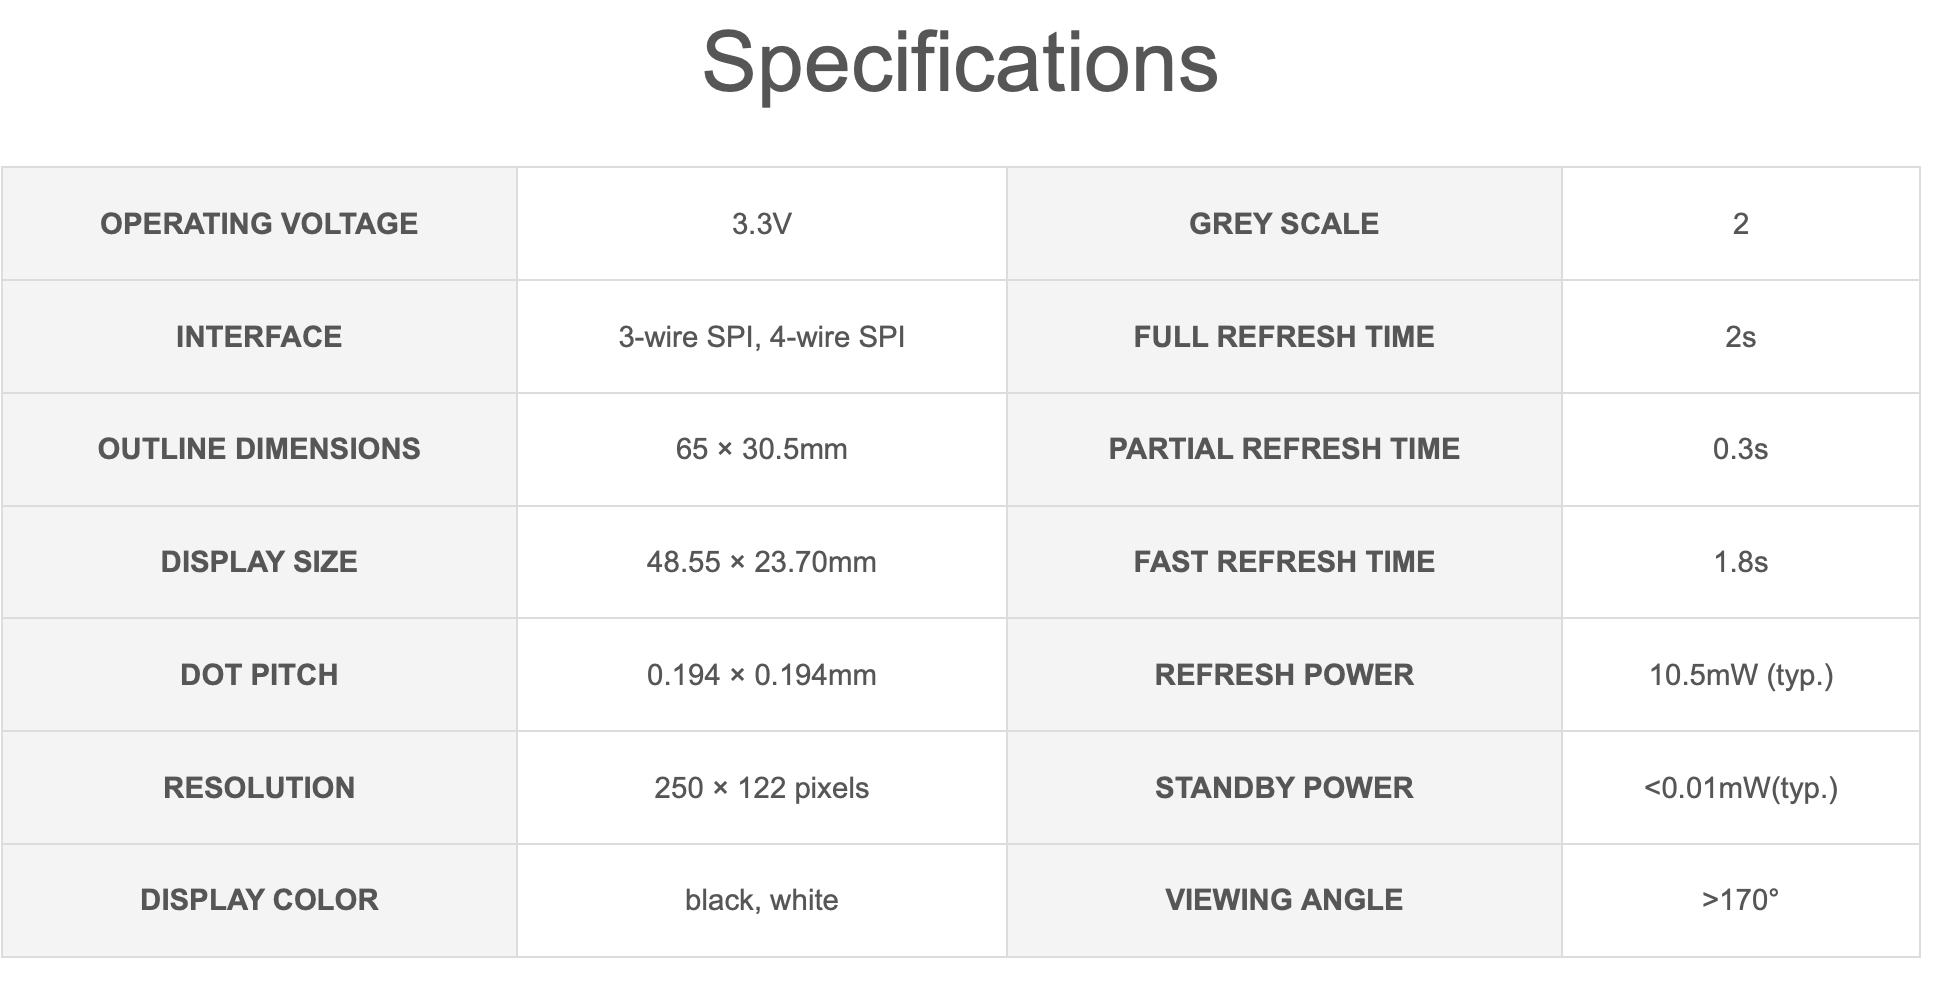 Specifications
OPERATING VOLTAGE 3.3V GREY SCALE 2
INTERFACE 3-wire SPI, 4-wire SPI FULL REFRESH TIME 2s
OUTLINE DIMENSIONS 65 × 30.5mm PARTIAL REFRESH TIME 0.3s
DISPLAY SIZE 48.55 × 23.70mm FAST REFRESH TIME 1.8s
DOT PITCH 0.194 × 0.194mm REFRESH POWER 10.5mW (typ.)
RESOLUTION 250 × 122 pixels STANDBY POWER <0.01mW(typ.)
DISPLAY COLOR black, white VIEWING ANGLE >170°